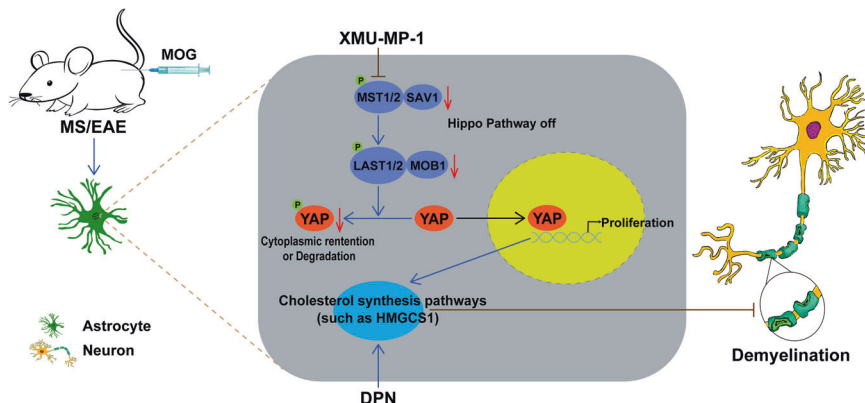 MOG
MS/EAE
XMU-MP-1
P
MST1/2 SAV1
Hippo Pathway off
P
LAST1/2 MOB1
P
YAP
YAP
YAP
Proliferation
Cytoplasmic rentention
or Degradation
Cholesterol synthesis pathways
(such as HMGCS1)
DPN
Astrocyte
Neuron
Demyelination